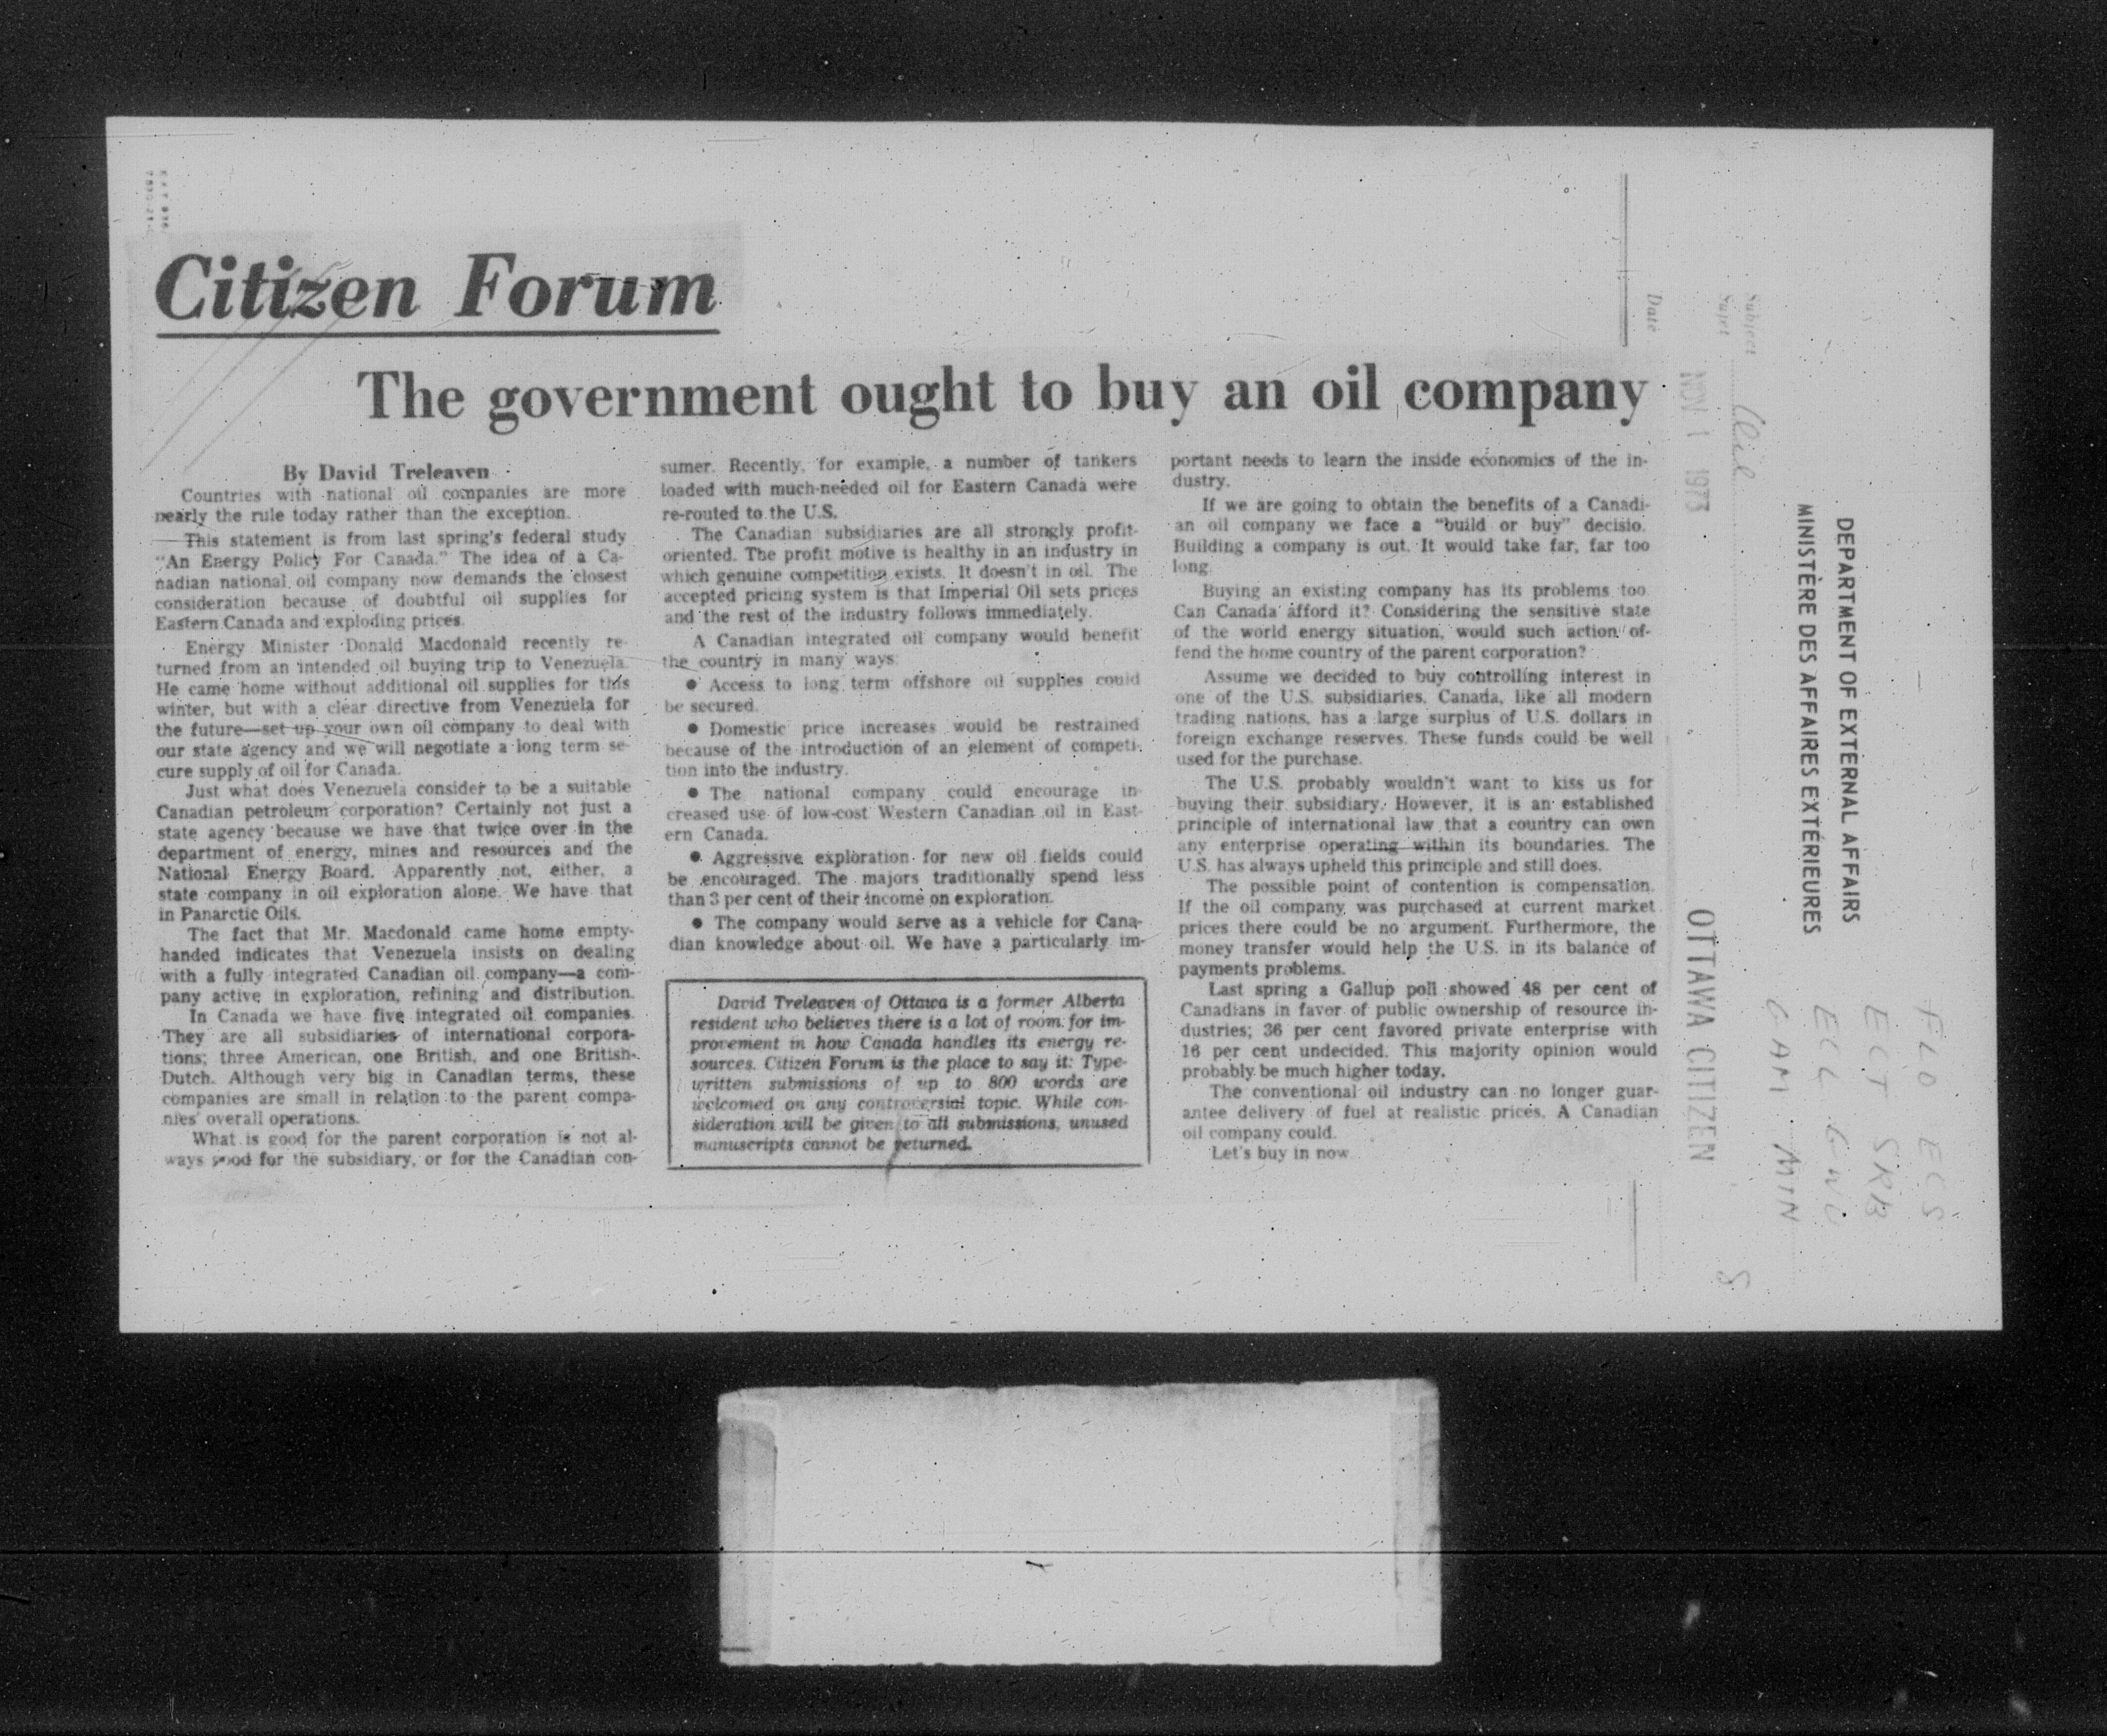 Citizen Forum
The government ought to buy an oil company
By David Treleaven
Countries with national oil companies are more
nearly the rule today rather than the exception.
This statement is from last spring's federal study
"An Energy Policy For Canada." The idea of a Ca-
nadian national oil company now demands the closest
consideration because of doubtful oil supplies for
Eastern Canada and exploding prices.
Energy Minister Donald Macdonald recently re-
turned from an intended oil buying trip to Venezuela.
He came home without additional oil supplies for this
winter, but with a clear directive from Venezuela for
the future—set up your own oil company to deal with
our state agency and we will negotiate a long term se-
cure supply of oil for Canada.
Just what does Venezuela consider to be a suitable
Canadian petroleum corporation? Certainly not just a
state agency because we have that twice over in the
department of energy, mines and resources and the
National Energy Board. Apparently not, either, a
state company in oil exploration alone. We have that
in Panarctic Oils.
The fact that Mr. Macdonald came home empty-
handed indicates that Venezuela insists on dealing
with a fully integrated Canadian oil company—a com-
pany active in exploration, refining and distribution.
In Canada we have five integrated oil companies.
They are all subsidiaries of international corpora-
tions; three American, one British, and one British-
Dutch. Although very big in Canadian terms, these
companies are small in relation to the parent compa-
nies' overall operations.
What is good for the parent corporation is not al-
ways good for the subsidiary, or for the Canadian con-
sumer. Recently, for example, a number of tankers
loaded with much-needed oil for Eastern Canada were
re-routed to the U.S.
The Canadian subsidiaries are all strongly profit-
oriented. The profit motive is healthy in an industry in
which genuine competition exists. It doesn't in oil. The
accepted pricing system is that Imperial Oil sets prices
and the rest of the industry follows immediately.
A Canadian integrated oil company would benefit
the country in many ways:
● Access to long term offshore oil supplies could
be secured.
● Domestic price increases would be restrained
because of the introduction of an element of competi-
tion into the industry.
● The national company could encourage in-
creased use of low-cost Western Canadian oil in East-
ern Canada.
● Aggressive exploration for new oil fields could
be encouraged. The majors traditionally spend less
than 3 per cent of their income on exploration.
● The company would serve as a vehicle for Cana-
dian knowledge about oil. We have a particularly im-
David Treleaven of Ottawa is a former Alberta
resident who believes there is a lot of room for im-
provement in how Canada handles its energy re-
sources. Citizen Forum is the place to say it: Type-
written submissions of up to 800 words are
welcomed on any controversial topic. While con-
sideration will be given to all submissions, unused
manuscripts cannot be returned.
portant needs to learn the inside economics of the in-
dustry.
If we are going to obtain the benefits of a Canadi-
an oil company we face a "build or buy" decisio.
Building a company is out. It would take far, far too
long.
Buying an existing company has its problems too.
Can Canada afford it? Considering the sensitive state
of the world energy situation, would such action of-
fend the home country of the parent corporation?
Assume we decided to buy controlling interest in
one of the U.S. subsidiaries. Canada, like all modern
trading nations, has a large surplus of U.S. dollars in
foreign exchange reserves. These funds could be well
used for the purchase.
The U.S. probably wouldn't want to kiss us for
buying their subsidiary. However, it is an established
principle of international law that a country can own
any enterprise operating within its boundaries. The
U.S. has always upheld this principle and still does.
The possible point of contention is compensation.
If the oil company was purchased at current market
prices there could be no argument. Furthermore, the
money transfer would help the U.S. in its balance of
payments problems.
Last spring a Gallup poll showed 48 per cent of
Canadians in favor of public ownership of resource in-
dustries; 36 per cent favored private enterprise with
16 per cent undecided. This majority opinion would
probably be much higher today.
The conventional oil industry can no longer guar-
antee delivery of fuel at realistic prices. A Canadian
oil company could.
Let's buy in now.
DEPARTMENT OF EXTERNAL AFFAIRS
MINISTÈRE DES AFFAIRES EXTÉRIEURES
Subject
Sujet
Date
NOV 1 1973
OTTAWA CITIZEN
FLO ECS
ECT SRB
ECL GWU
CAM MTN